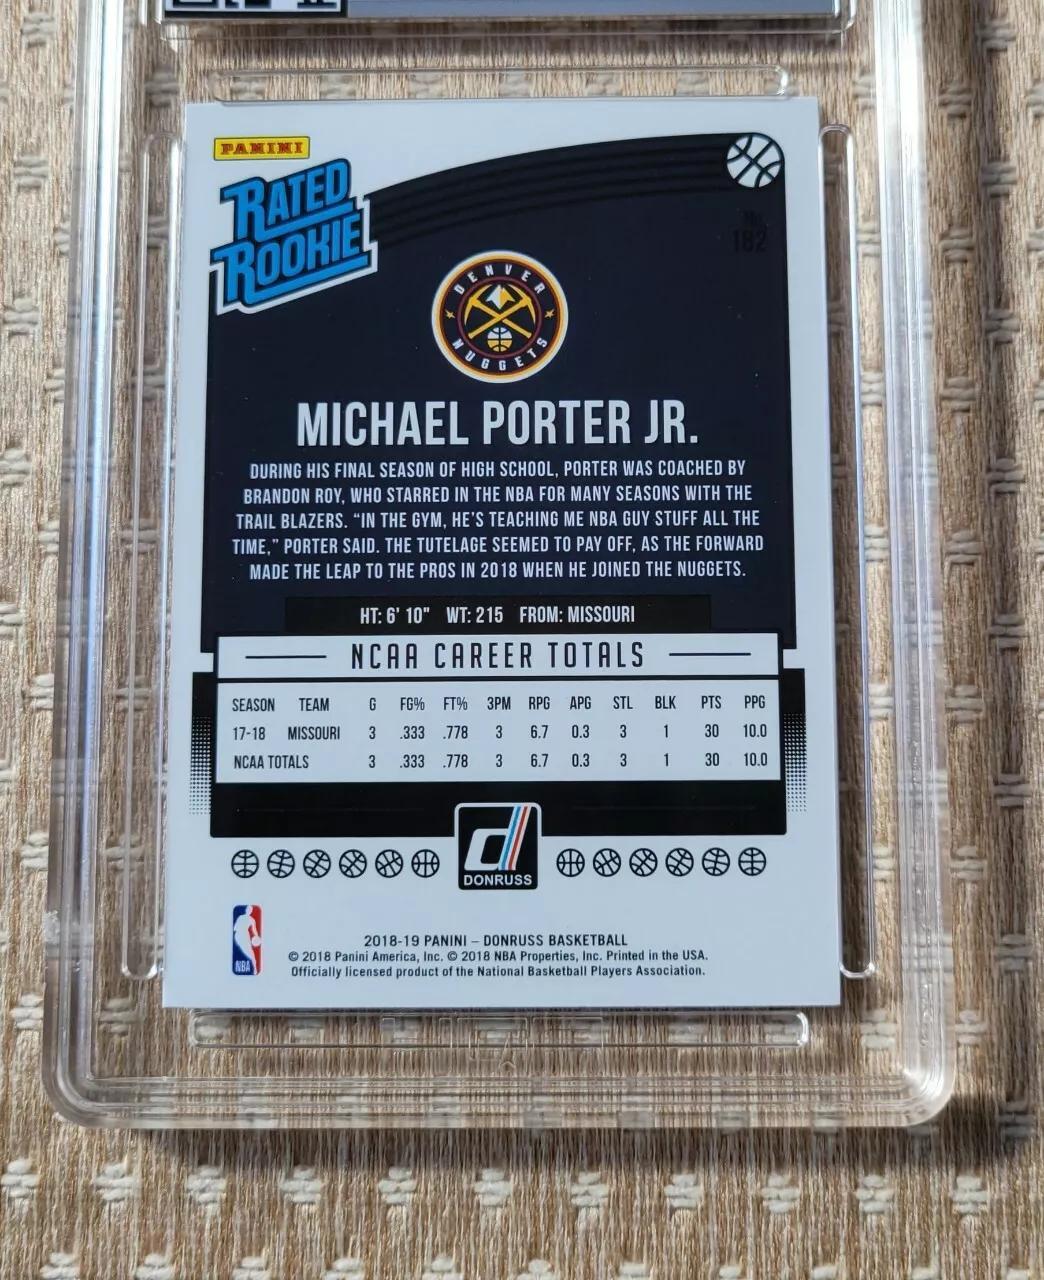 PANINI
RATED
ROOKIE
No.
182
DENVER
NUGGETS
MICHAEL PORTER JR.
DURING HIS FINAL SEASON OF HIGH SCHOOL, PORTER WAS COACHED BY
BRANDON ROY, WHO STARRED IN THE NBA FOR MANY SEASONS WITH THE
TRAIL BLAZERS. “IN THE GYM, HE’S TEACHING ME NBA GUY STUFF ALL THE
TIME,” PORTER SAID. THE TUTELAGE SEEMED TO PAY OFF, AS THE FORWARD
MADE THE LEAP TO THE PROS IN 2018 WHEN HE JOINED THE NUGGETS.
HT: 6' 10" WT: 215 FROM: MISSOURI
NCAA CAREER TOTALS
SEASON TEAM G FG% FT% 3PM RPG APG STL BLK PTS PPG
17-18 MISSOURI 3 .333 .778 3 6.7 0.3 3 1 30 10.0
NCAA TOTALS 3 .333 .778 3 6.7 0.3 3 1 30 10.0
d
DONRUSS
NBA
2018-19 PANINI – DONRUSS BASKETBALL
© 2018 Panini America, Inc. © 2018 NBA Properties, Inc. Printed in the USA.
Officially licensed product of the National Basketball Players Association.